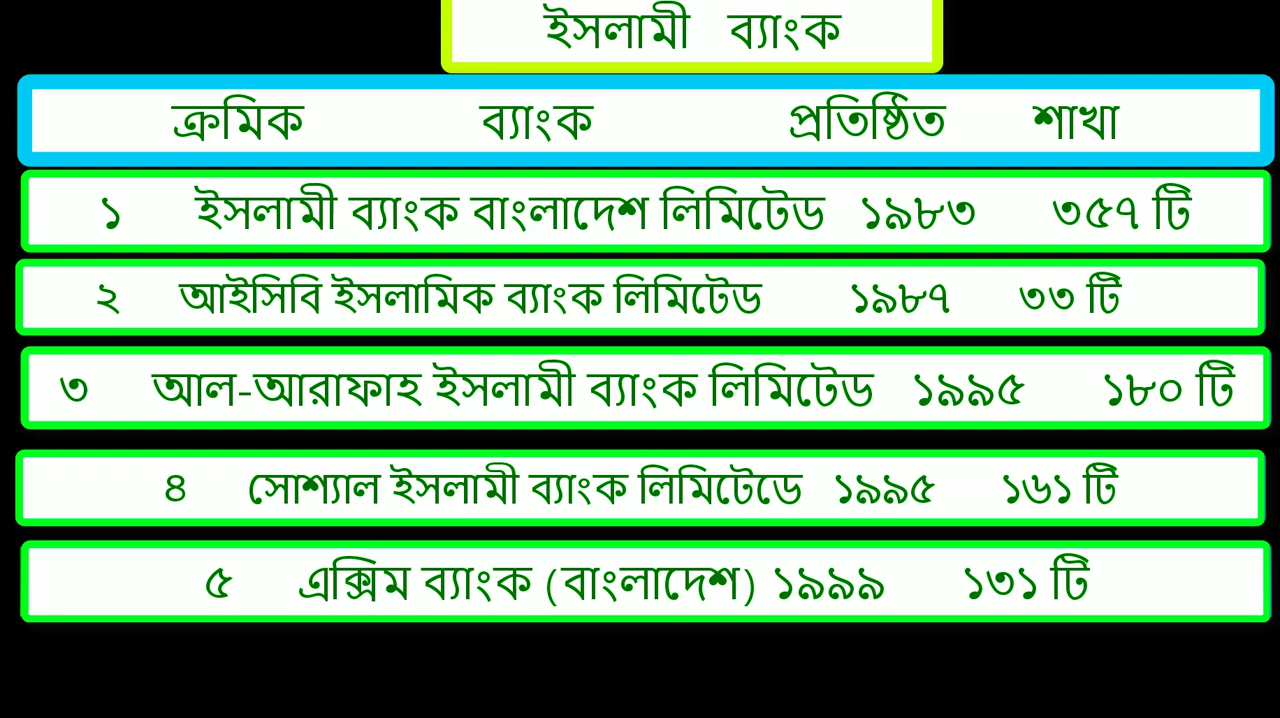 ইসলামী ব্যাংক
ক্রমিক ব্যাংক প্রতিষ্ঠিত শাখা
১ ইসলামী ব্যাংক বাংলাদেশ লিমিটেড ১৯৮৩ ৩৫৭ টি
২ আইসিবি ইসলামিক ব্যাংক লিমিটেড ১৯৮৭ ৩৩ টি
৩ আল-আরাফাহ ইসলামী ব্যাংক লিমিটেড ১৯৯৫ ১৮০ টি
৪ সোশ্যাল ইসলামী ব্যাংক লিমিটেডে ১৯৯৫ ১৬১ টি
৫ এক্সিম ব্যাংক (বাংলাদেশ) ১৯৯৯ ১৩১ টি